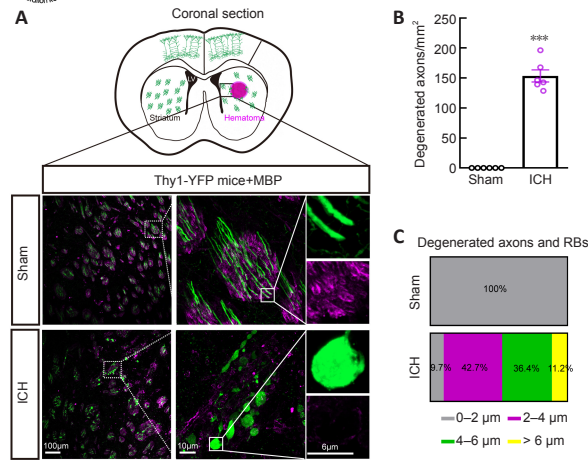 A
Coronal section
LV
Striatum
Hematoma
Thy1-YFP mice+MBP
Sham
ICH
100μm
10μm
6μm
B
Degenerated axons/mm²
250
200
150
100
50
0
***
Sham
ICH
C
Degenerated axons and RBs
Sham
100%
ICH
9.7%
42.7%
36.4%
11.2%
0–2 μm
2–4 μm
4–6 μm
> 6 μm